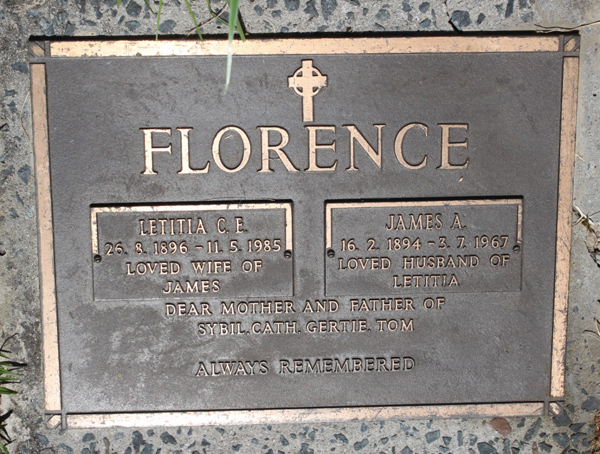 FLORENCE
LETITIA C. E.
26. 8. 1896 - 11. 5. 1985
LOVED WIFE OF
JAMES
JAMES A.
16. 2. 1894 - 3. 7. 1967
LOVED HUSBAND OF
LETITIA
DEAR MOTHER AND FATHER OF
SYBIL. CATH. GERTIE. TOM
ALWAYS REMEMBERED